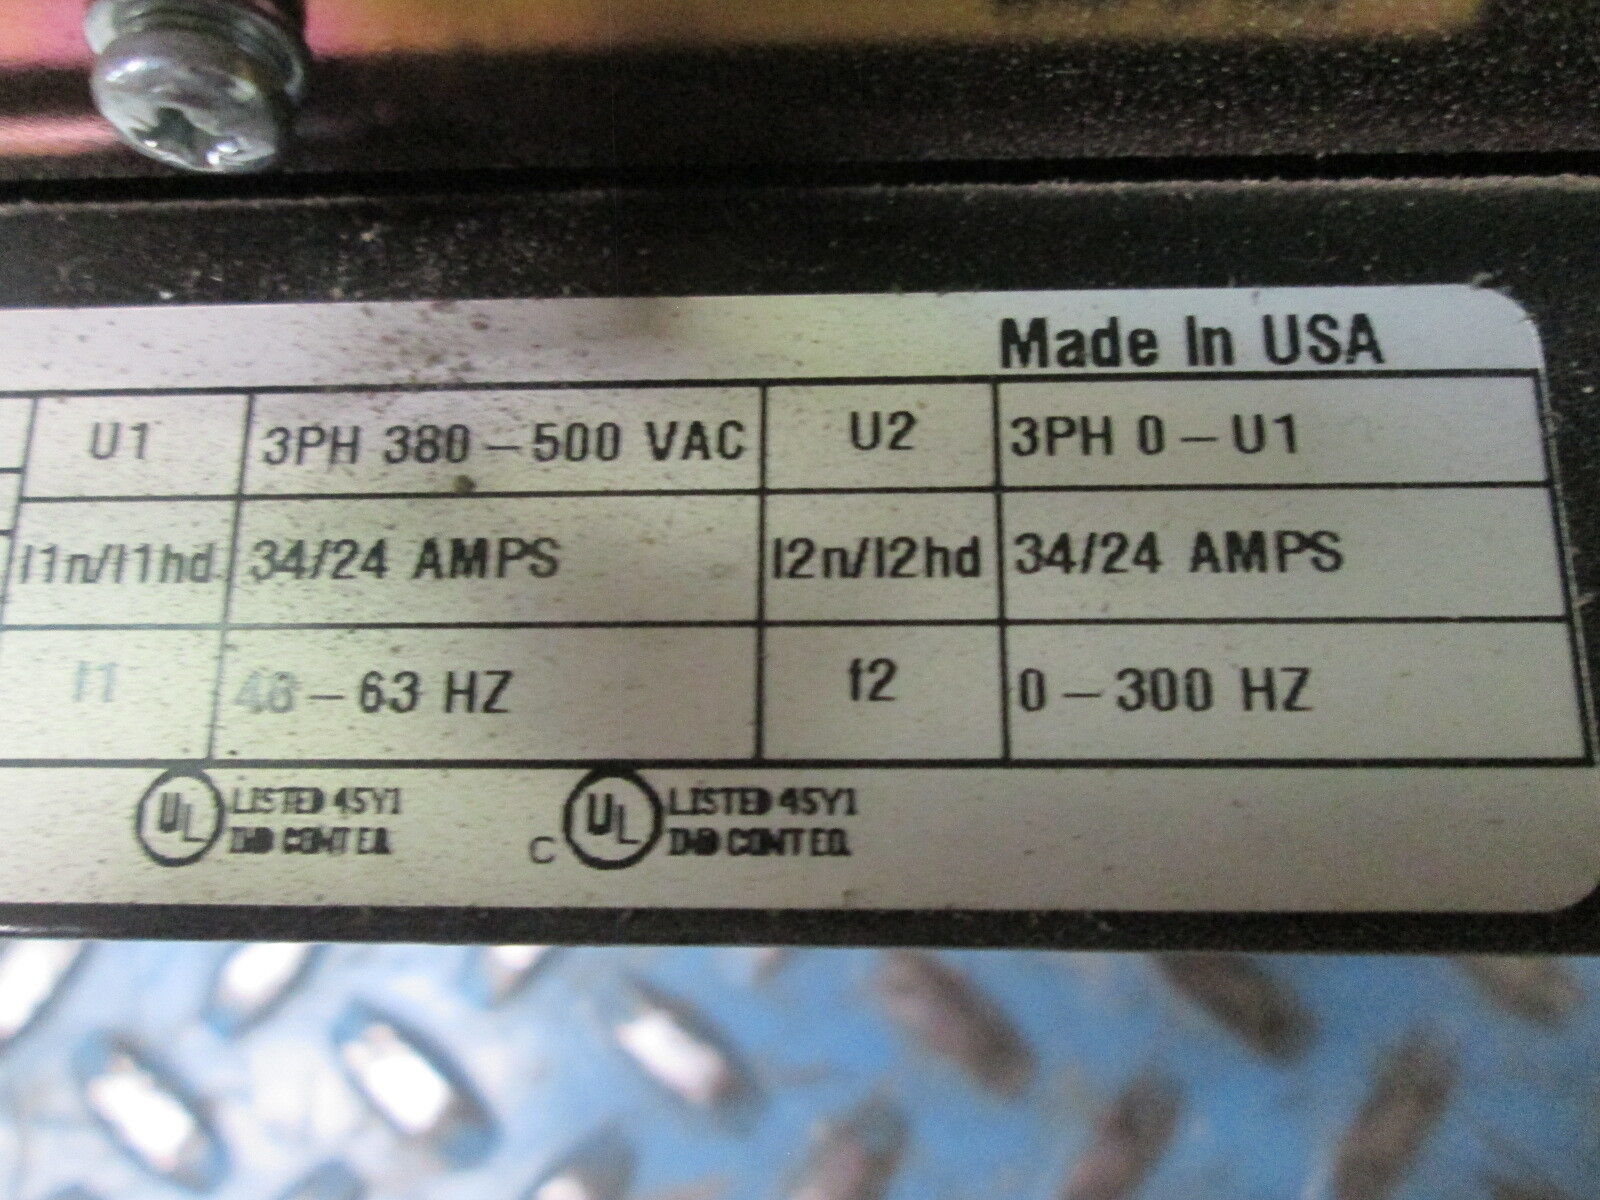 Made In USA
U1 3PH 380 – 500 VAC U2 3PH 0 – U1
I1n/I1hd 34/24 AMPS I2n/I2hd 34/24 AMPS
f1 48 – 63 HZ f2 0 – 300 HZ
UL LISTED 45Y1 C UL LISTED 45Y1
IND CONT EQ. IND CONT EQ.